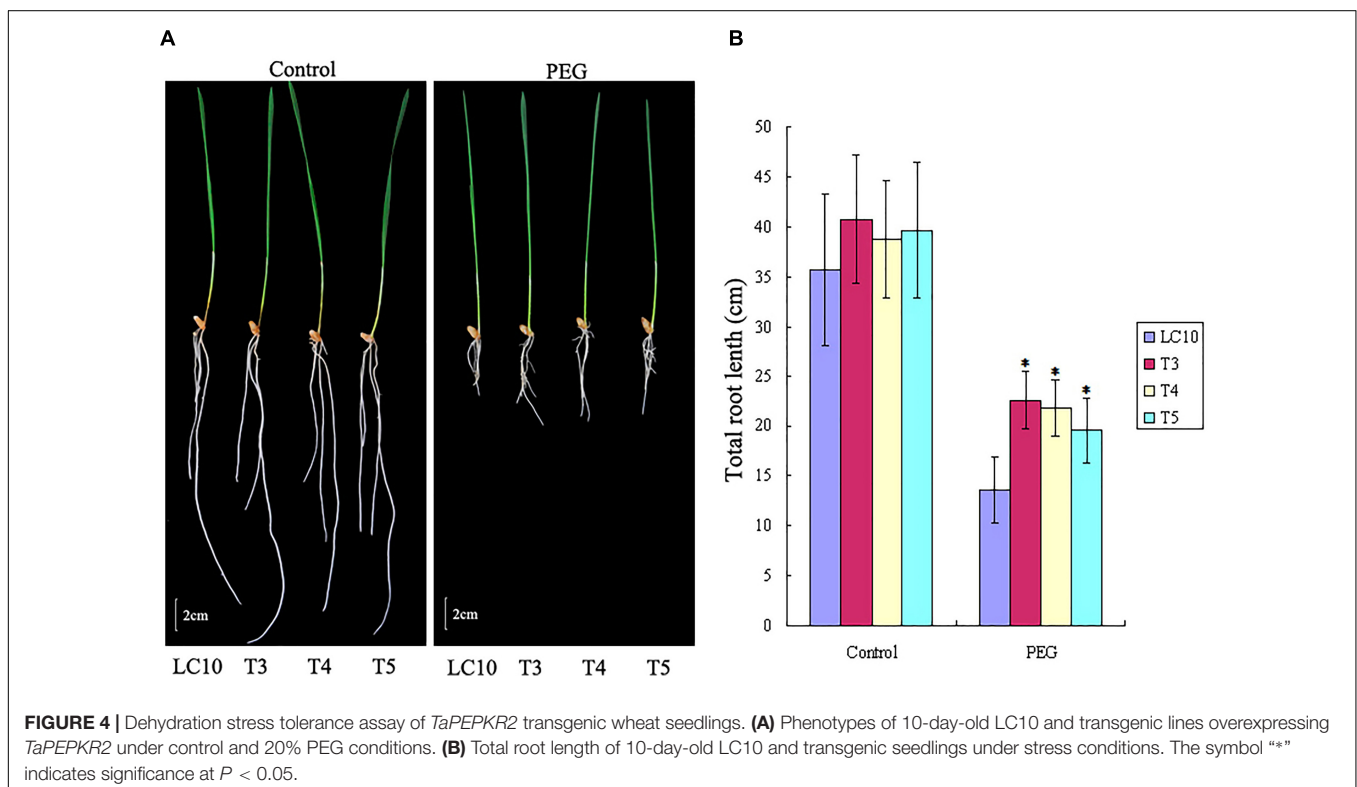 A
B
Control
PEG
2cm
2cm
LC10 T3 T4 T5
LC10 T3 T4 T5
Total root lenth (cm)
50
45
40
35
30
25
20
15
10
5
0
* * *
Control
PEG
LC10
T3
T4
T5
FIGURE 4 | Dehydration stress tolerance assay of TaPEPKR2 transgenic wheat seedlings. (A) Phenotypes of 10-day-old LC10 and transgenic lines overexpressing
TaPEPKR2 under control and 20% PEG conditions. (B) Total root length of 10-day-old LC10 and transgenic seedlings under stress conditions. The symbol “*”
indicates significance at P < 0.05.